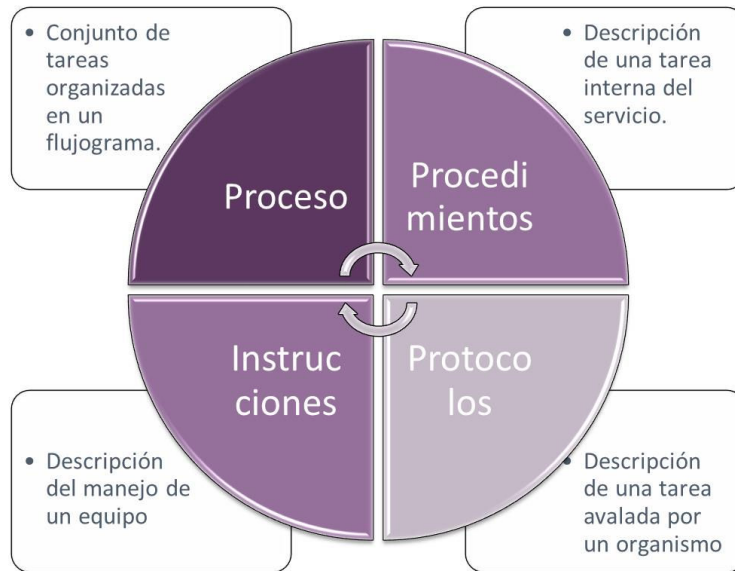 • Conjunto de
tareas
organizadas
en un
flujograma.
• Descripción
de una tarea
interna del
servicio.
Proceso
Procedi
mientos
Instruc
ciones
Protoco
los
• Descripción
del manejo de
un equipo
• Descripción
de una tarea
avalada por
un organismo